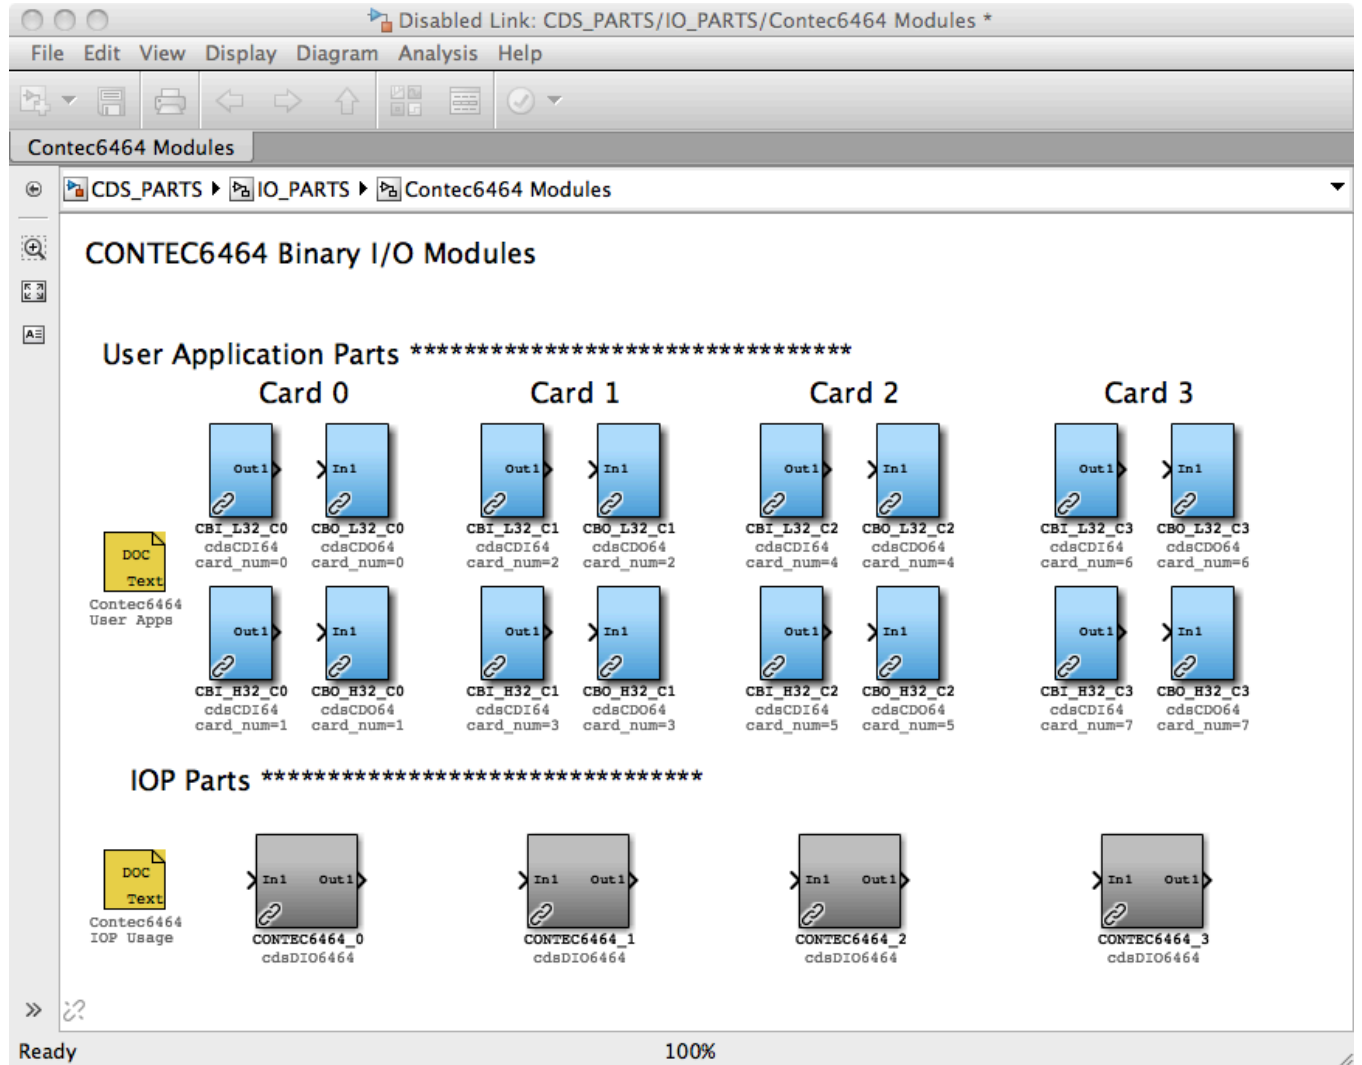 Disabled Link: CDS_PARTS/IO_PARTS/Contec6464 Modules *
File Edit View Display Diagram Analysis Help
Contec6464 Modules
CDS_PARTS IO_PARTS Contec6464 Modules
CONTEC6464 Binary I/O Modules
User Application Parts *********************************
Card 0 Card 1 Card 2 Card 3
Out1 In1 Out1 In1 Out1 In1 Out1 In1
CBI_L32_C0 CBO_L32_C0 CBI_L32_C1 CBO_L32_C1 CBI_L32_C2 CBO_L32_C2 CBI_L32_C3 CBO_L32_C3
cdsCDI64 cdsCDO64 cdsCDI64 cdsCDO64 cdsCDI64 cdsCDO64 cdsCDI64 cdsCDO64
card_num=0 card_num=0 card_num=2 card_num=2 card_num=4 card_num=4 card_num=6 card_num=6
DOC
Text
Contec6464
User Apps
Out1 In1 Out1 In1 Out1 In1 Out1 In1
CBI_H32_C0 CBO_H32_C0 CBI_H32_C1 CBO_H32_C1 CBI_H32_C2 CBO_H32_C2 CBI_H32_C3 CBO_H32_C3
cdsCDI64 cdsCDO64 cdsCDI64 cdsCDO64 cdsCDI64 cdsCDO64 cdsCDI64 cdsCDO64
card_num=1 card_num=1 card_num=3 card_num=3 card_num=5 card_num=5 card_num=7 card_num=7
IOP Parts *********************************
DOC
Text
Contec6464
IOP Usage
In1 Out1 In1 Out1 In1 Out1 In1 Out1
CONTEC6464_0 CONTEC6464_1 CONTEC6464_2 CONTEC6464_3
cdsDIO6464 cdsDIO6464 cdsDIO6464 cdsDIO6464
Ready 100%